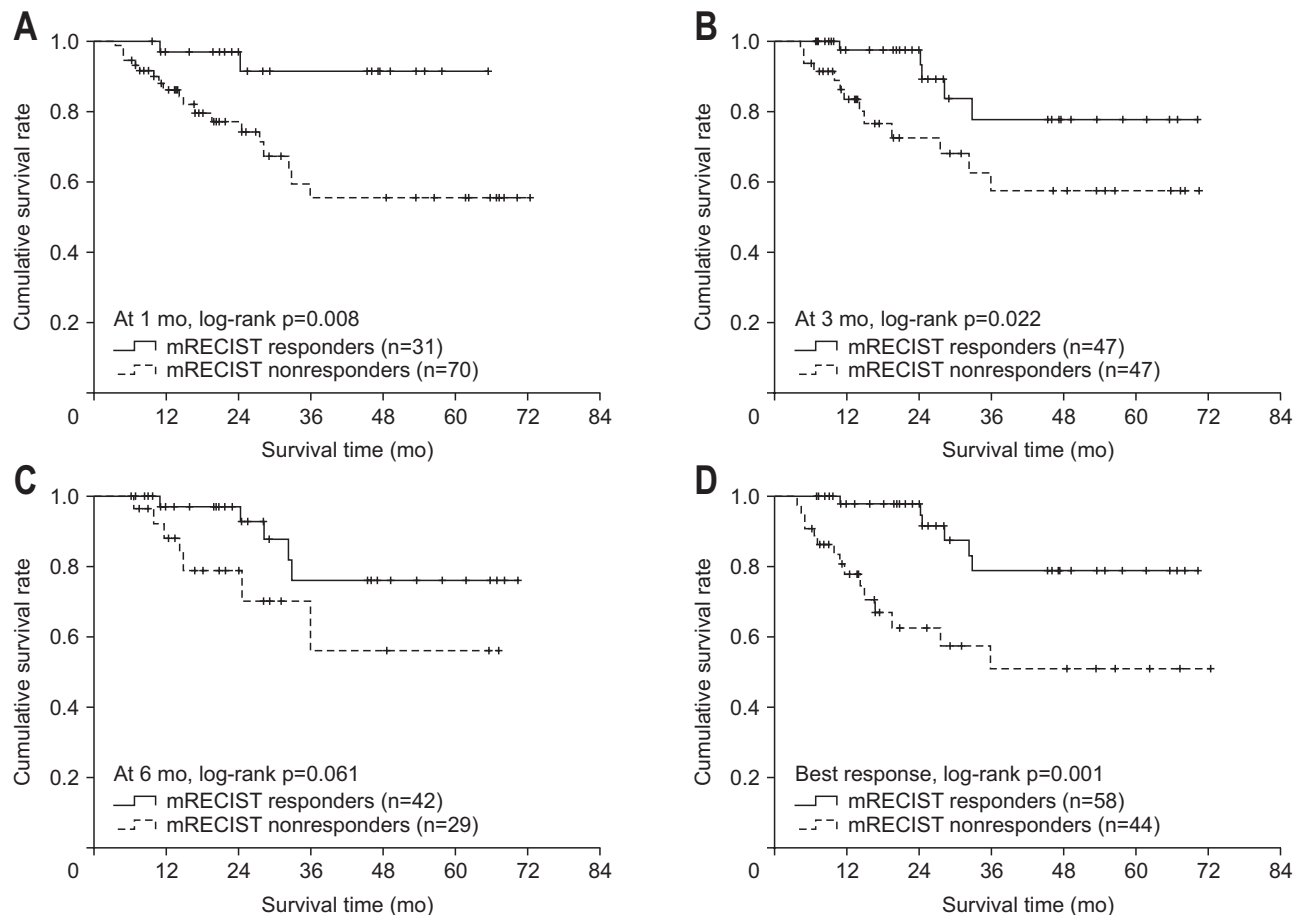 A
Cumulative survival rate
1.0
0.8
0.6
0.4
0.2
0
At 1 mo, log-rank p=0.008
mRECIST responders (n=31)
mRECIST nonresponders (n=70)
12 24 36 48 60 72 84
Survival time (mo)
B
Cumulative survival rate
1.0
0.8
0.6
0.4
0.2
0
At 3 mo, log-rank p=0.022
mRECIST responders (n=47)
mRECIST nonresponders (n=47)
12 24 36 48 60 72 84
Survival time (mo)
C
Cumulative survival rate
1.0
0.8
0.6
0.4
0.2
0
At 6 mo, log-rank p=0.061
mRECIST responders (n=42)
mRECIST nonresponders (n=29)
12 24 36 48 60 72 84
Survival time (mo)
D
Cumulative survival rate
1.0
0.8
0.6
0.4
0.2
0
Best response, log-rank p=0.001
mRECIST responders (n=58)
mRECIST nonresponders (n=44)
12 24 36 48 60 72 84
Survival time (mo)